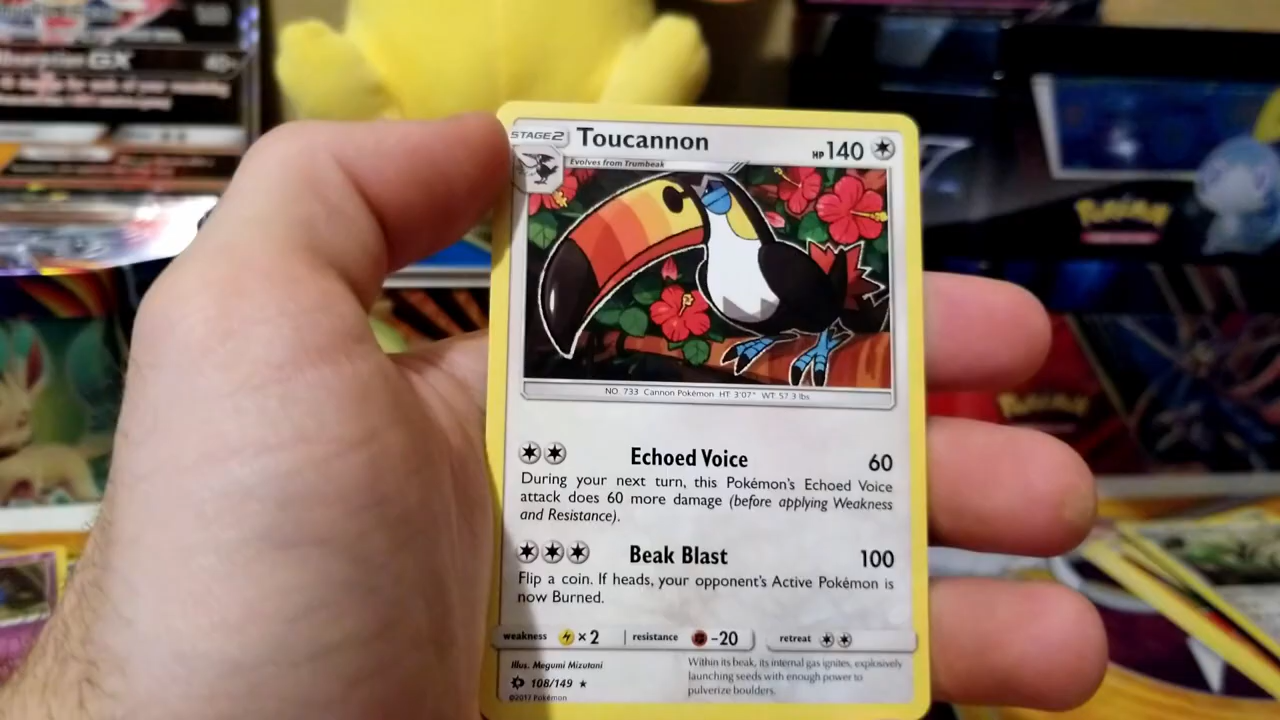 GX
STAGE2 Toucannon HP 140
Evolves from Trumbeak
Pokémon
NO. 733 Cannon Pokémon HT: 3'07" WT: 57.3 lbs
Pokémon
Echoed Voice 60
During your next turn, this Pokémon's Echoed Voice
attack does 60 more damage (before applying Weakness
and Resistance).
Beak Blast 100
Flip a coin. If heads, your opponent's Active Pokémon is
now Burned.
weakness ×2 resistance -20 retreat
Illus. Megumi Mizutani
108/149 ★
©2017 Pokémon
Within its beak, its internal gas ignites, explosively
launching seeds with enough power to
pulverize boulders.